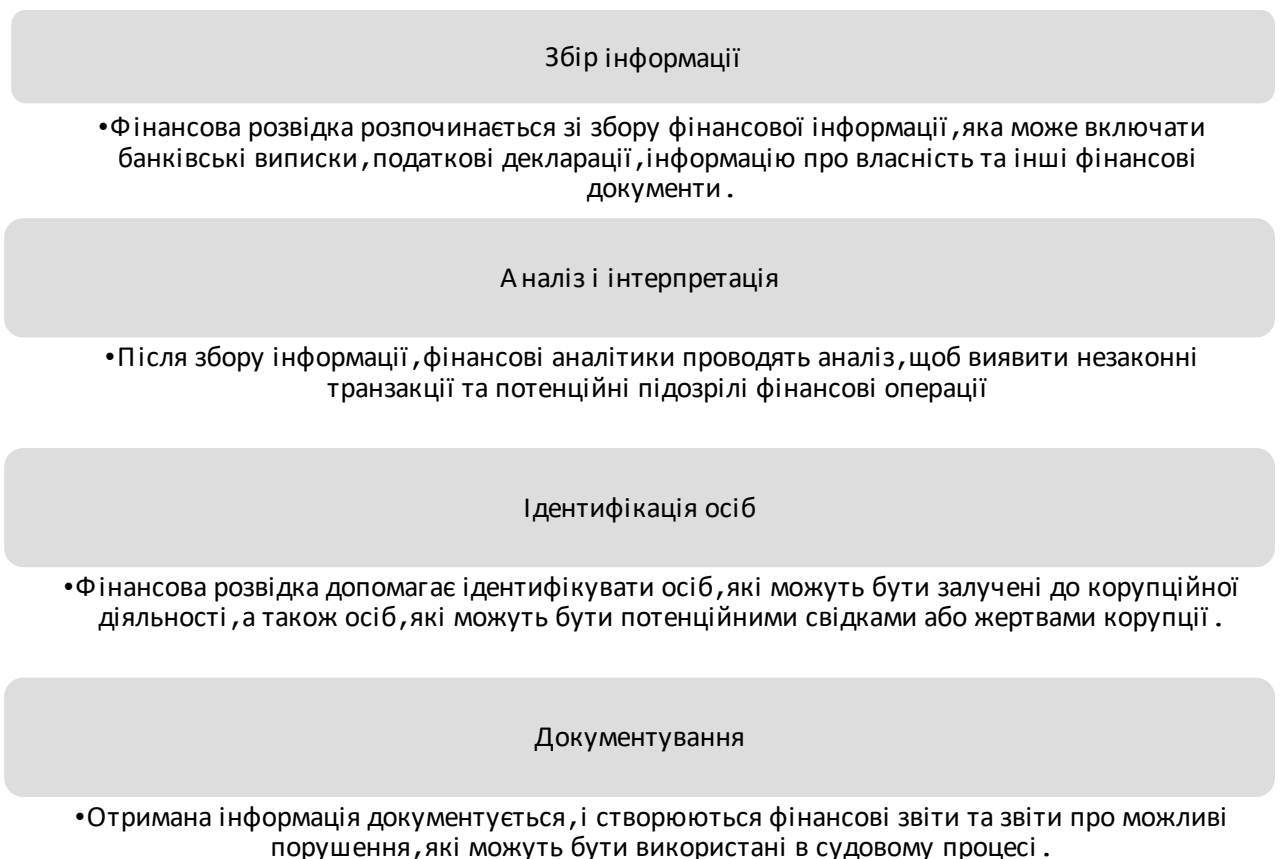 Збір інформації
•Фінансова розвідка розпочинається зі збору фінансової інформації,яка може включати
банківські виписки,податкові декларації,інформацію про власність та інші фінансові
документи.
Аналіз і інтерпретація
•Після збору інформації,фінансові аналітики проводять аналіз,щоб виявити незаконні
транзакції та потенційні підозрілі фінансові операції
Ідентифікація осіб
•Фінансова розвідка допомагає ідентифікувати осіб,які можуть бути залучені до корупційної
діяльності,а також осіб,які можуть бути потенційними свідками або жертвами корупції.
Документування
•Отримана інформація документується,і створюються фінансові звіти та звіти про можливі
порушення,які можуть бути використані в судовому процесі.